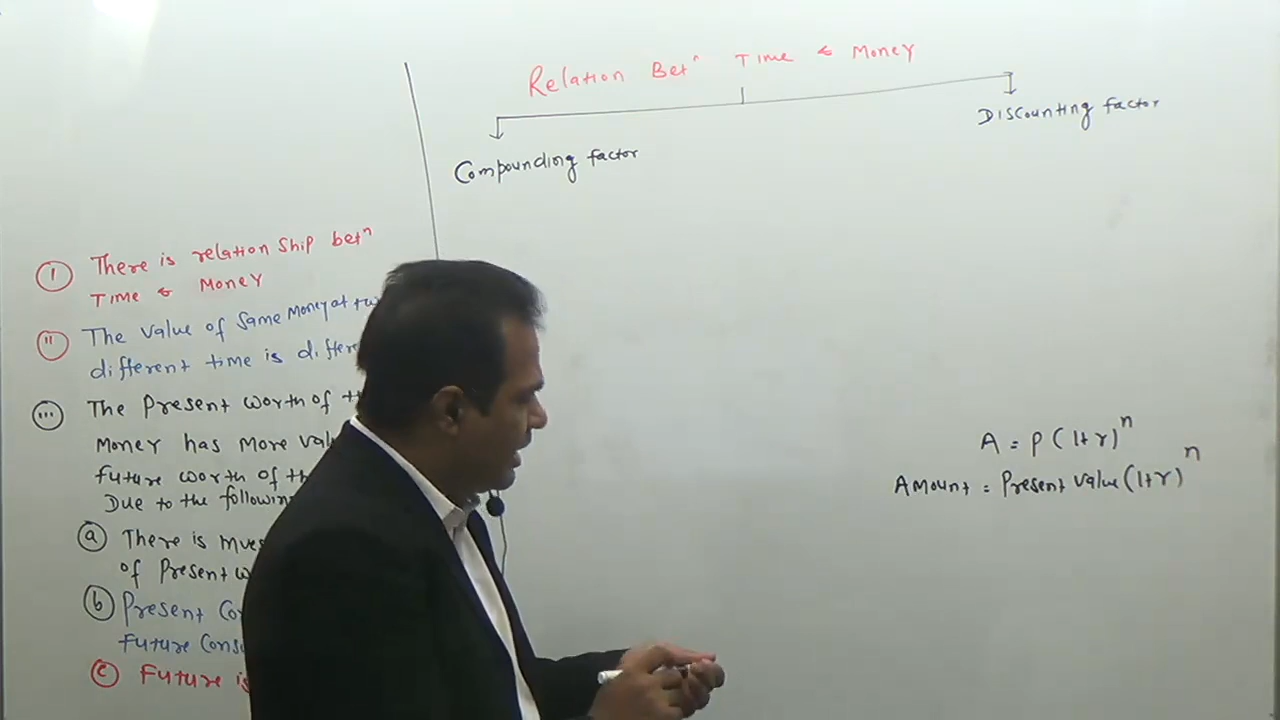 Relation Betⁿ Time & Money
Compounding factor
Discounting factor
(i) There is relation Ship betⁿ
Time & Money
(ii) The value of Same Money at
different time is
(iii) The Present worth of
Money has More
future worth of
Due to the following
(a) There is
of Present
(b) Present
future
(c) Future is
A = P (1+r)ⁿ
Amount = Present value (1+r)ⁿ